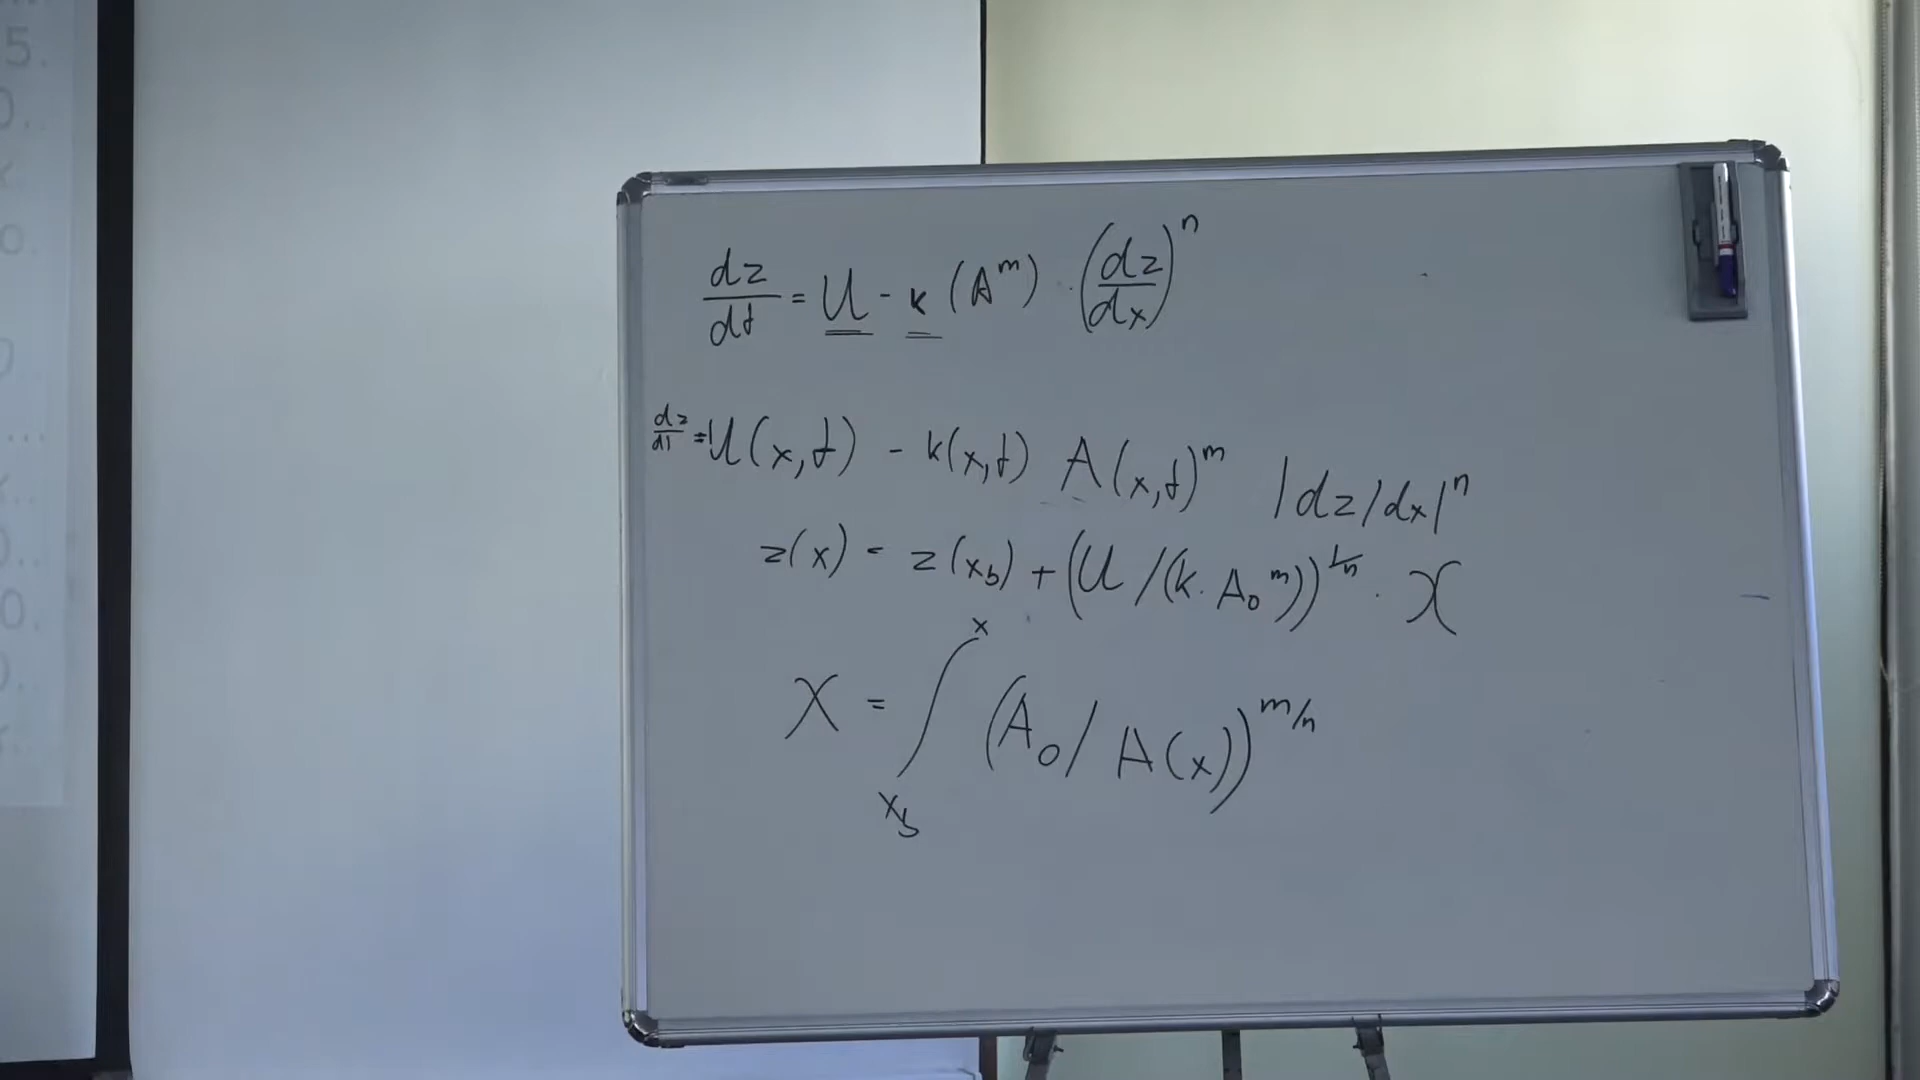 dz/dt = U - k (A^m) · (dz/dx)^n
dz/dt = U(x,t) - k(x,t) A(x,t)^m |dz/dx|^n
z(x) = z(x_b) + (U/(k·A_0^m))^{1/n} · χ
χ = ∫_{x_b}^{x} (A_0/A(x))^{m/n}